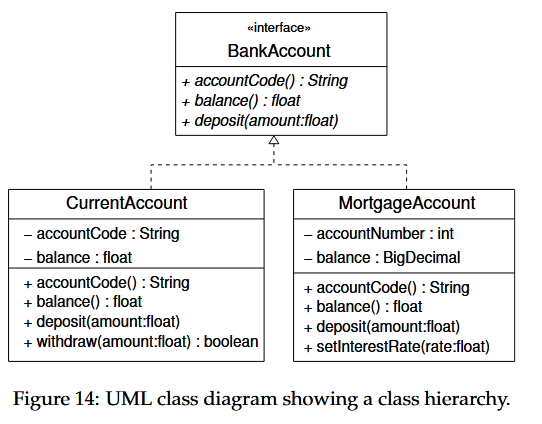 «interface»
BankAccount
+ accountCode() : String
+ balance() : float
+ deposit(amount:float)
CurrentAccount
– accountCode : String
– balance : float
+ accountCode() : String
+ balance() : float
+ deposit(amount:float)
+ withdraw(amount:float) : boolean
MortgageAccount
– accountNumber : int
– balance : BigDecimal
+ accountCode() : String
+ balance() : float
+ deposit(amount:float)
+ setInterestRate(rate:float)
Figure 14: UML class diagram showing a class hierarchy.